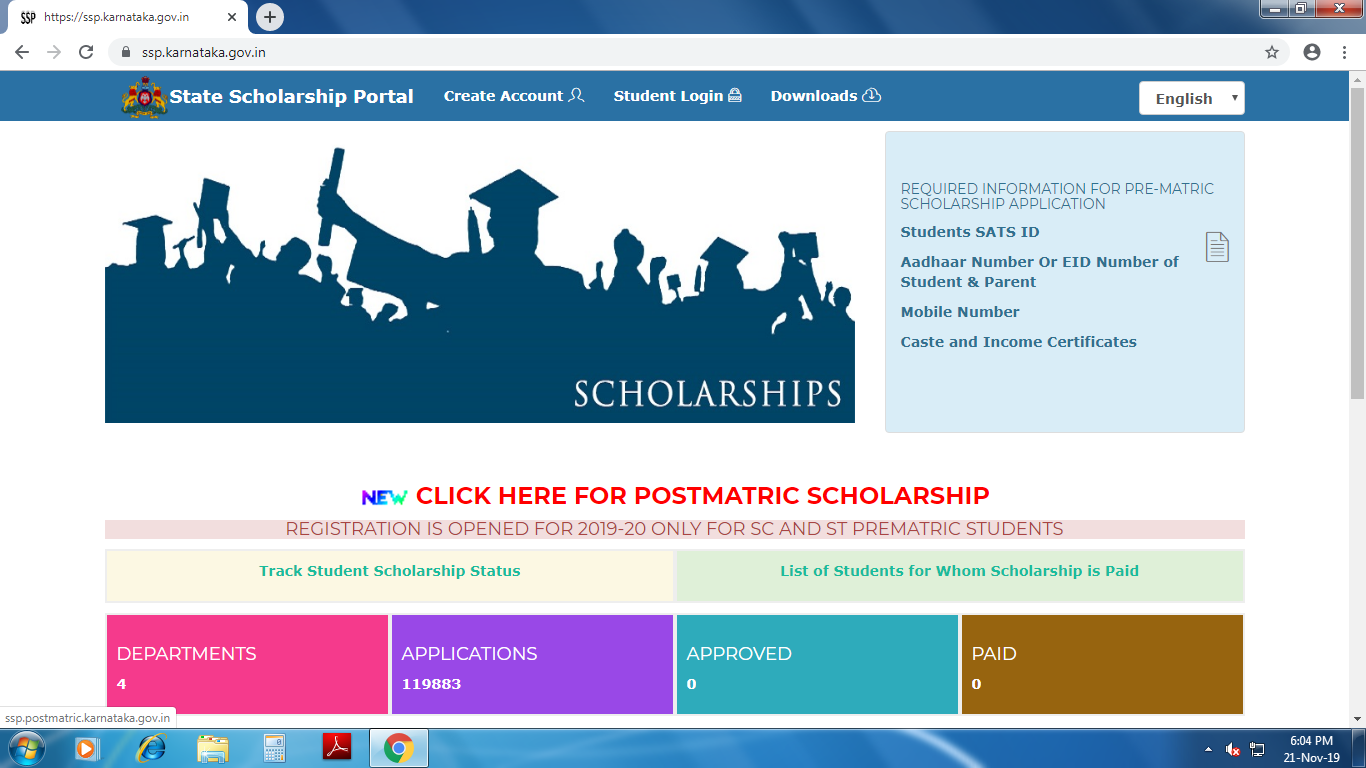 SSP https://ssp.karnataka.gov.in
ssp.karnataka.gov.in
State Scholarship Portal Create Account Student Login Downloads English
REQUIRED INFORMATION FOR PRE-MATRIC
SCHOLARSHIP APPLICATION
Students SATS ID
Aadhaar Number Or EID Number of
Student & Parent
Mobile Number
Caste and Income Certificates
SCHOLARSHIPS
NEW CLICK HERE FOR POSTMATRIC SCHOLARSHIP
REGISTRATION IS OPENED FOR 2019-20 ONLY FOR SC AND ST PREMATRIC STUDENTS
Track Student Scholarship Status List of Students for Whom Scholarship is Paid
DEPARTMENTS APPLICATIONS APPROVED PAID
4 119883 0 0
ssp.postmatric.karnataka.gov.in
6:04 PM
21-Nov-19